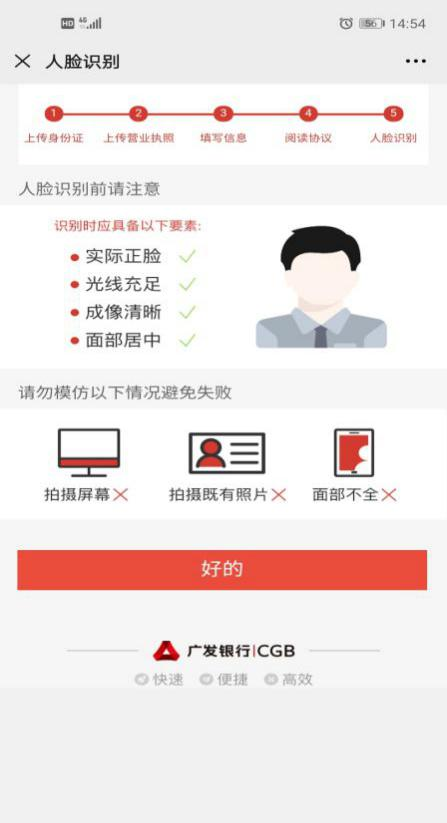 HD 4G 56 14:54
人脸识别
1 2 3 4 5
上传身份证 上传营业执照 填写信息 阅读协议 人脸识别
人脸识别前请注意
识别时应具备以下要素:
实际正脸
光线充足
成像清晰
面部居中
请勿模仿以下情况避免失败
拍摄屏幕 拍摄既有照片 面部不全
好的
广发银行|CGB
快速 便捷 高效